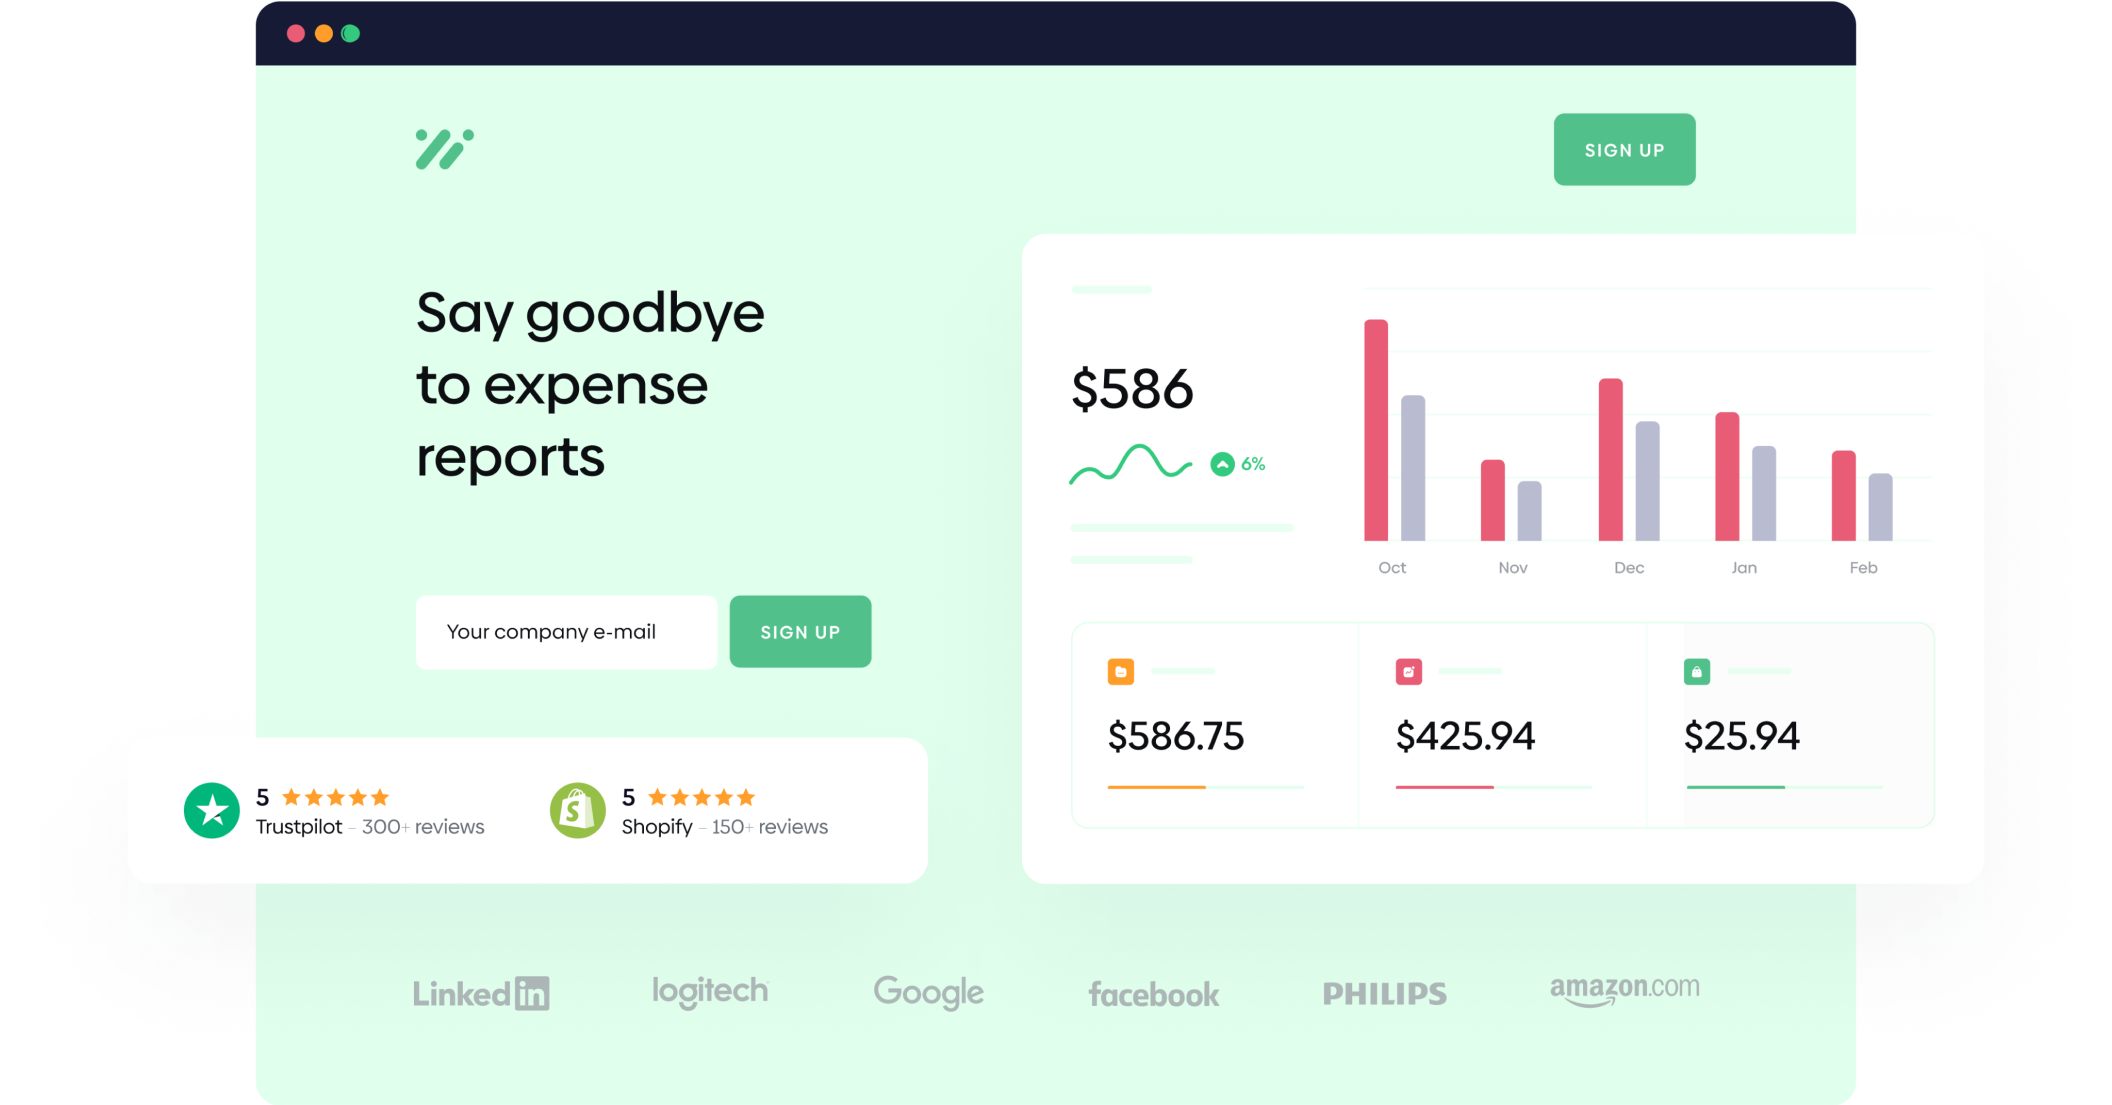 SIGN UP
Say goodbye
to expense
reports
Your company e-mail
SIGN UP
$586
6%
Oct Nov Dec Jan Feb
$586.75 $425.94 $25.94
5
Trustpilot – 300+ reviews
5
Shopify – 150+ reviews
LinkedIn logitech Google facebook PHILIPS amazon.com